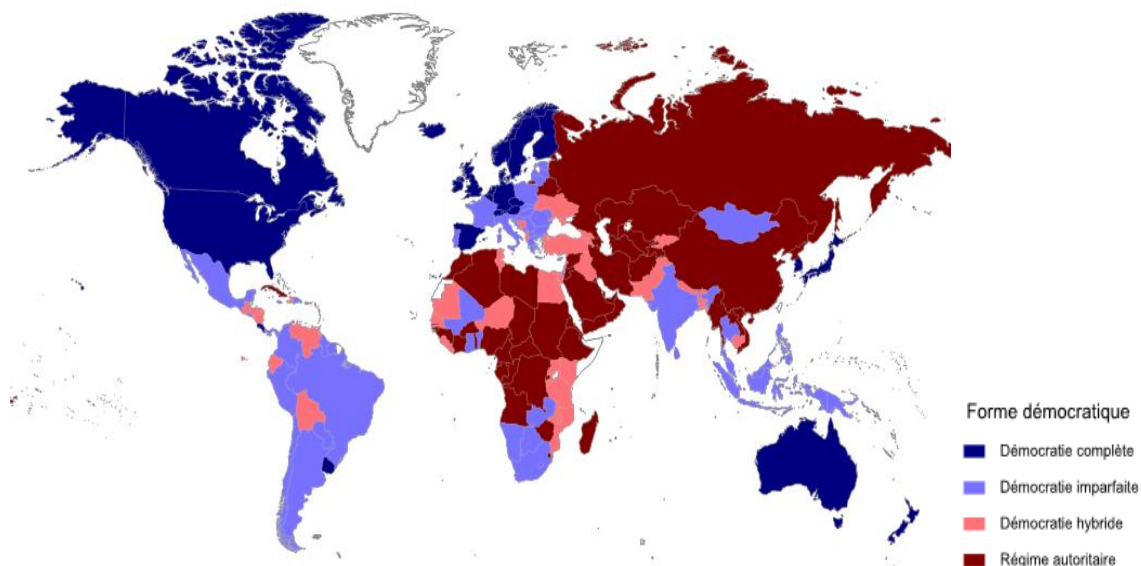 Forme démocratique
Démocratie complète
Démocratie imparfaite
Démocratie hybride
Régime autoritaire